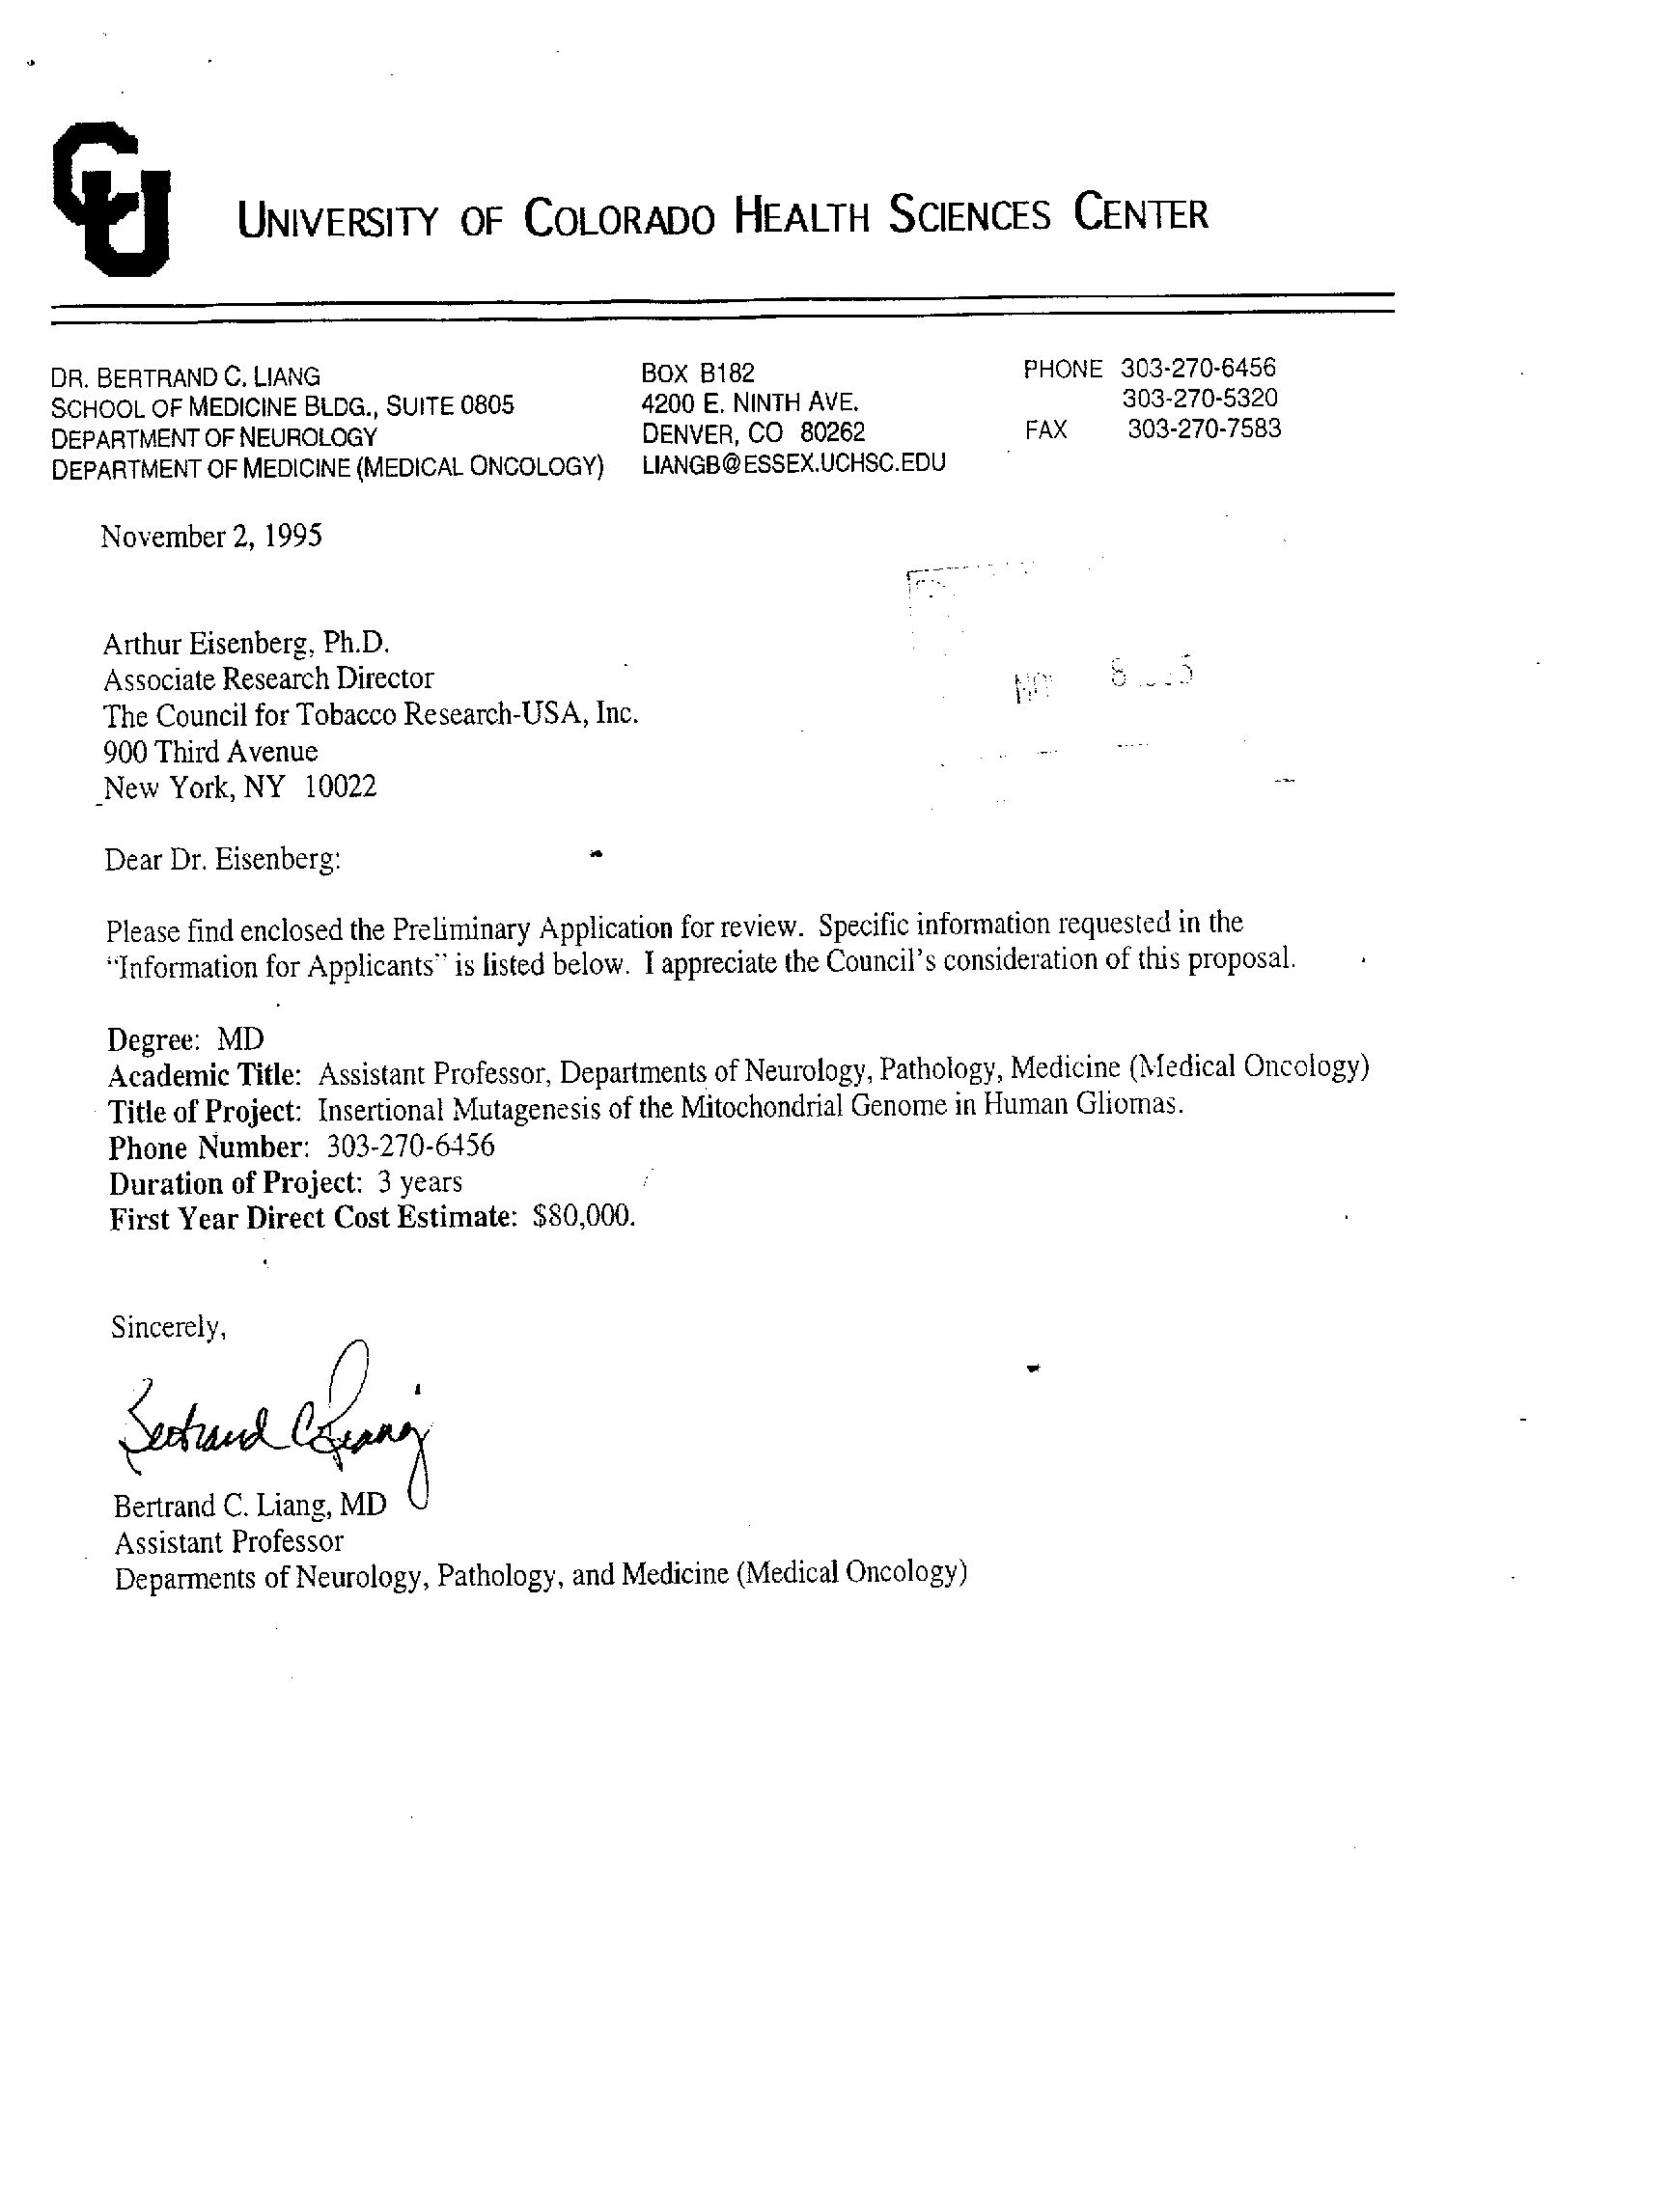 CU
UNIVERSITY OF COLORADO HEALTH SCIENCES CENTER
DR. BERTRAND C. LIANG BOX B182 PHONE 303-270-6456
SCHOOL OF MEDICINE BLDG., SUITE 0805 4200 E. NINTH AVE. 303-270-5320
DEPARTMENT OF NEUROLOGY DENVER, CO 80262 FAX 303-270-7583
DEPARTMENT OF MEDICINE (MEDICAL ONCOLOGY) LIANGB@ESSEX.UCHSC.EDU
November 2, 1995
Arthur Eisenberg, Ph.D.
Associate Research Director
The Council for Tobacco Research-USA, Inc.
900 Third Avenue
New York, NY 10022
Dear Dr. Eisenberg:
Please find enclosed the Preliminary Application for review. Specific information requested in the
"Information for Applicants" is listed below. I appreciate the Council's consideration of this proposal.
Degree: MD
Academic Title: Assistant Professor, Departments of Neurology, Pathology, Medicine (Medical Oncology)
Title of Project: Insertional Mutagenesis of the Mitochondrial Genome in Human Gliomas.
Phone Number: 303-270-6456
Duration of Project: 3 years
First Year Direct Cost Estimate: $80,000.
Sincerely,
Bertrand C Liang
Bertrand C. Liang, MD
Assistant Professor
Deparments of Neurology, Pathology, and Medicine (Medical Oncology)